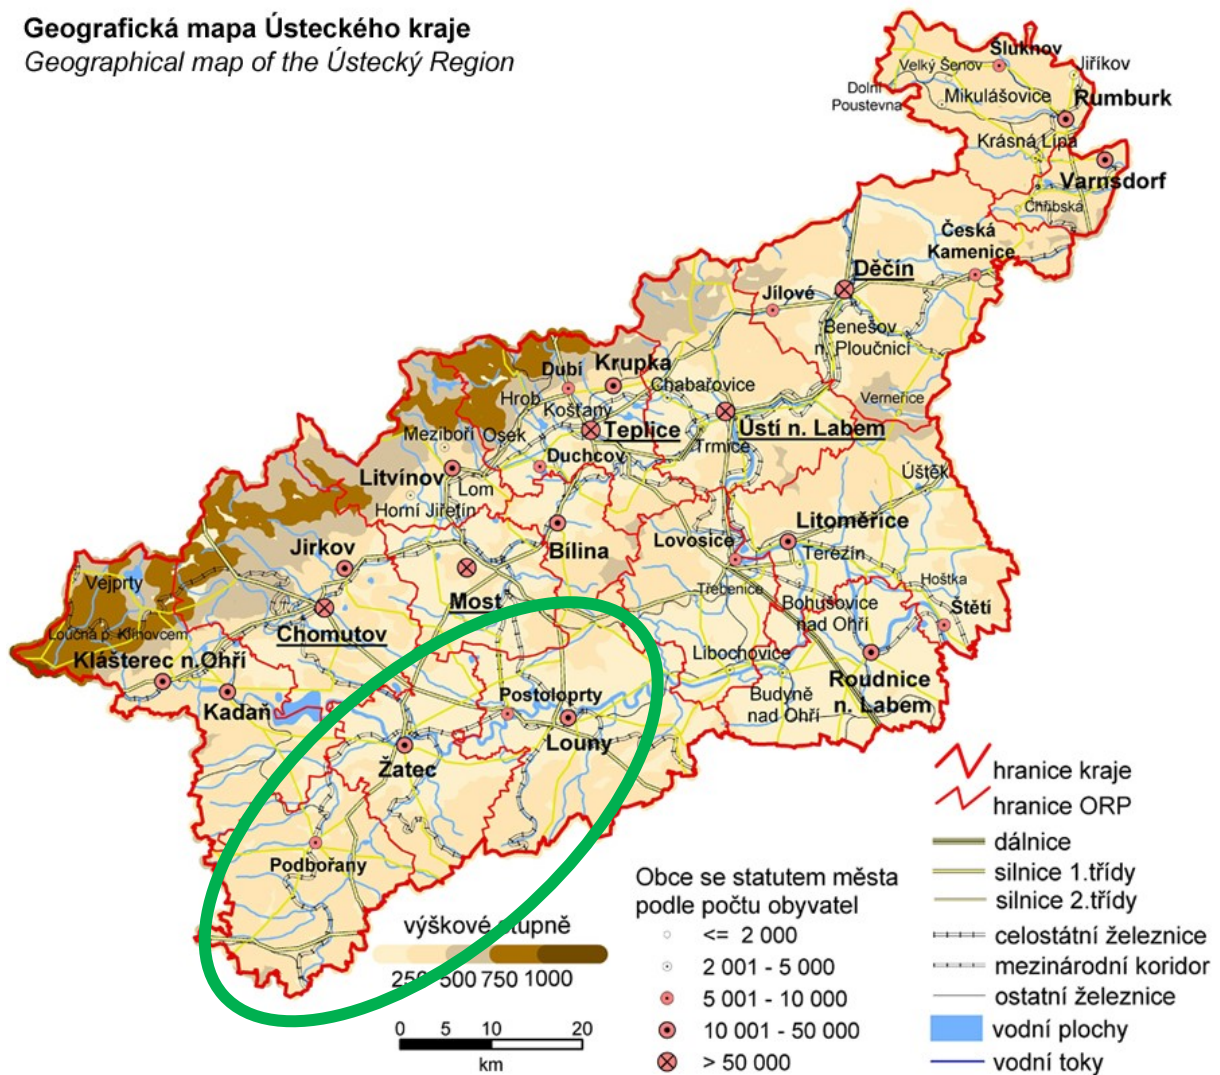 Geografická mapa Ústeckého kraje
Geographical map of the Ústecký Region
Šluknov
Velký Šenov
Jiříkov
Dolní
Poustevna
Mikulášovice
Rumburk
Krásná Lípa
Varnsdorf
Chřibská
Česká
Kamenice
Děčín
Jílové
Benešov
n. Ploučnicí
Verneřice
Dubí
Krupka
Chabařovice
Hrob
Košťany
Teplice
Ústí n. Labem
Meziboří
Osek
Trmice
Duchcov
Litvínov
Lom
Horní Jiřetín
Úštěk
Litoměřice
Jirkov
Bílina
Lovosice
Terezín
Vejprty
Most
Třebenice
Hoštka
Bohušovice
nad Ohří
Štětí
Loučná p. Klínovcem
Chomutov
Klášterec n.Ohří
Libochovice
Kadaň
Postoloprty
Budyně
nad Ohří
Roudnice
n. Labem
Louny
Žatec
Podbořany
výškové stupně
250 500 750 1000
0 5 10 20
km
Obce se statutem města
podle počtu obyvatel
<= 2 000
2 001 - 5 000
5 001 - 10 000
10 001 - 50 000
> 50 000
hranice kraje
hranice ORP
dálnice
silnice 1.třídy
silnice 2.třídy
celostátní železnice
mezinárodní koridor
ostatní železnice
vodní plochy
vodní toky